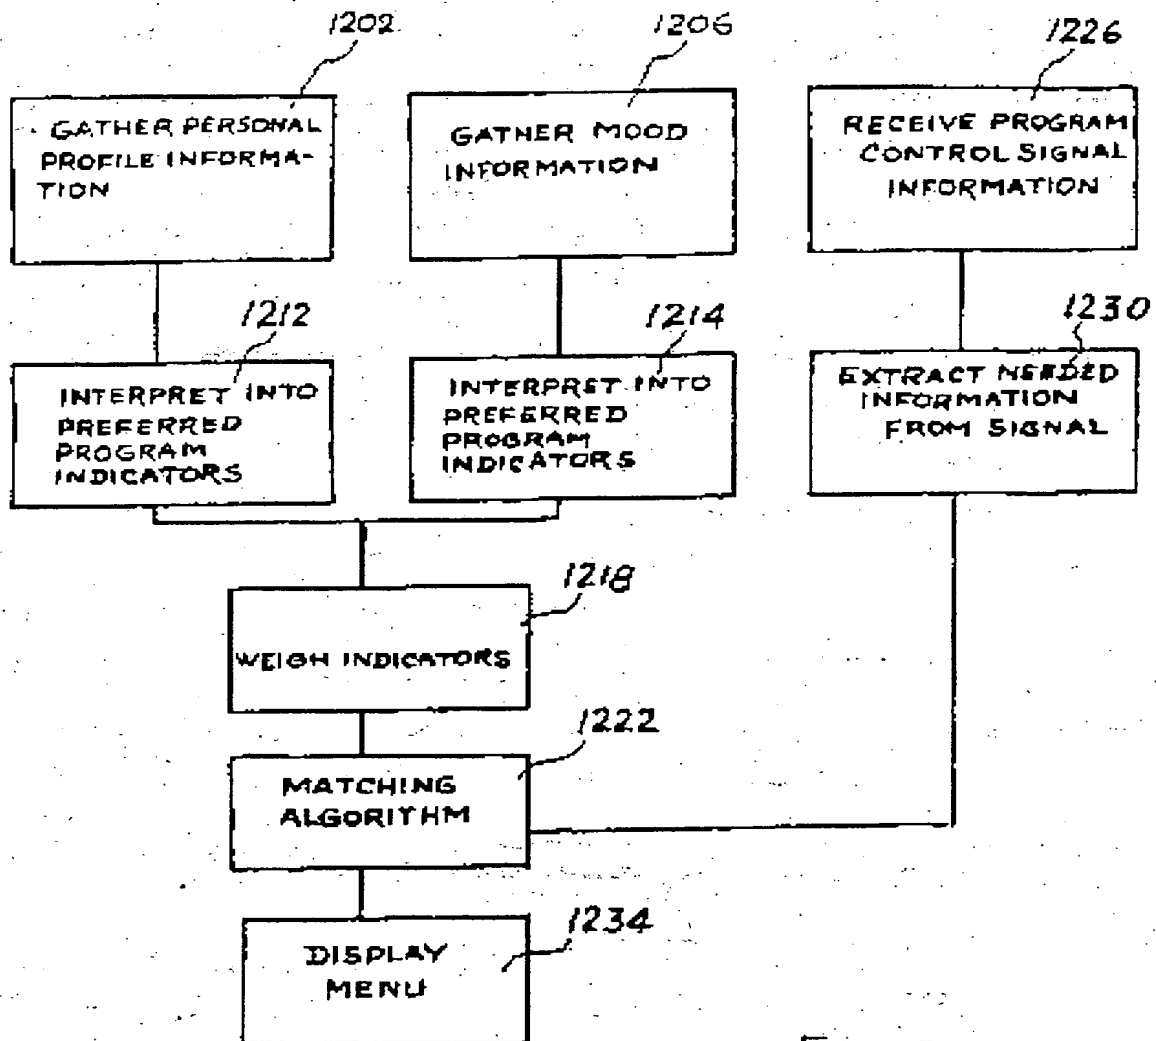 1202
GATHER PERSONAL
PROFILE INFORMA-
TION
1206
GATHER MOOD
INFORMATION
1226
RECEIVE PROGRAM
CONTROL SIGNAL
INFORMATION
1212
INTERPRET INTO
PREFERRED
PROGRAM
INDICATORS
1214
INTERPRET INTO
PREFERRED
PROGRAM
INDICATORS
1230
EXTRACT NEEDED
INFORMATION
FROM SIGNAL
1218
WEIGH INDICATORS
1222
MATCHING
ALGORITHM
1234
DISPLAY
MENU